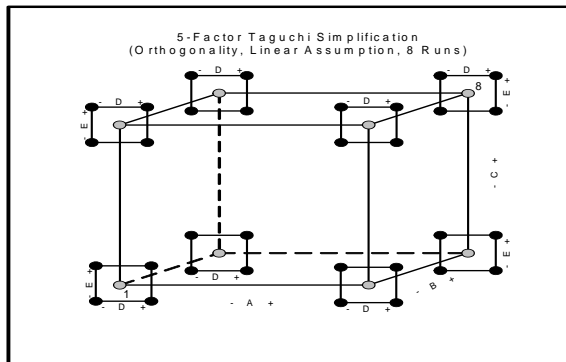 5-Factor Taguchi Simplification
(Orthogonality, Linear Assumption, 8 Runs)
- D +
- D +
8
- E +
- E +
- D +
- D +
- C +
- E +
1
- D +
- D +
- E +
- D +
- A +
- B +